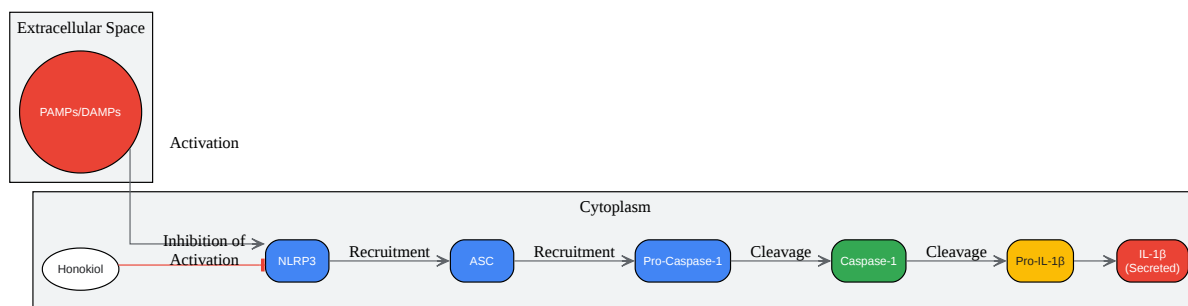 Extracellular Space
PAMPs/DAMPs
Activation
Cytoplasm
Inhibition of
Activation
Honokiol
NLRP3
Recruitment
ASC
Recruitment
Pro-Caspase-1
Cleavage
Caspase-1
Cleavage
Pro-IL-1β
IL-1β
(Secreted)